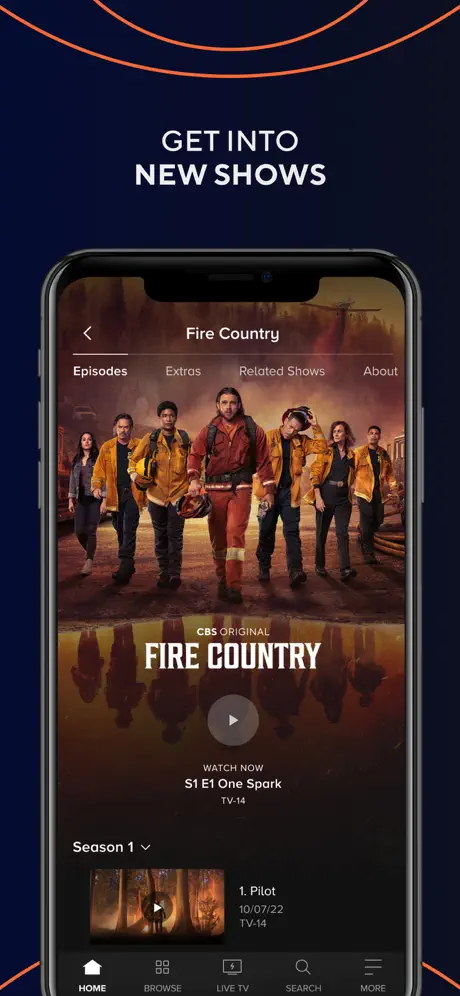 GET INTO
NEW SHOWS
Fire Country
Episodes Extras Related Shows About
CBS ORIGINAL
FIRE COUNTRY
WATCH NOW
S1 E1 One Spark
TV-14
Season 1
1. Pilot
10/07/22
TV-14
HOME BROWSE LIVE TV SEARCH MORE